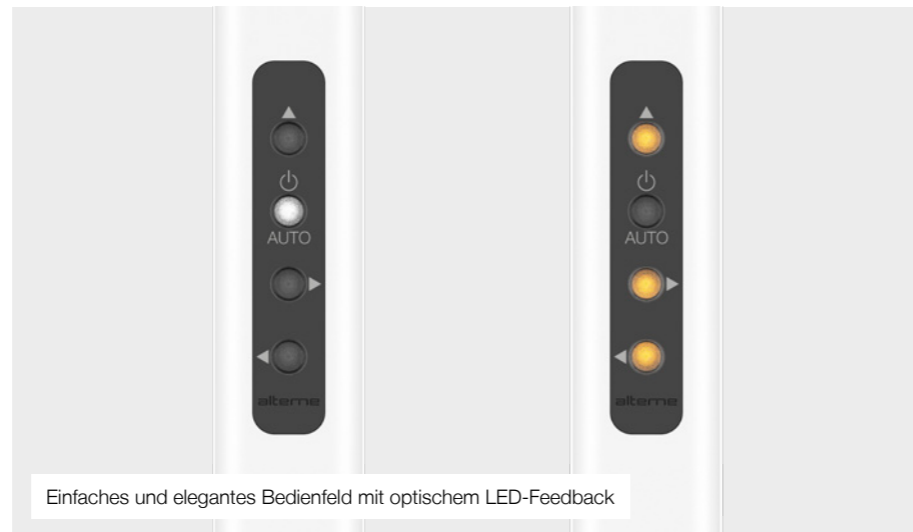 AUTO
alterne
AUTO
alterne
Einfaches und elegantes Bedienfeld mit optischem LED-Feedback